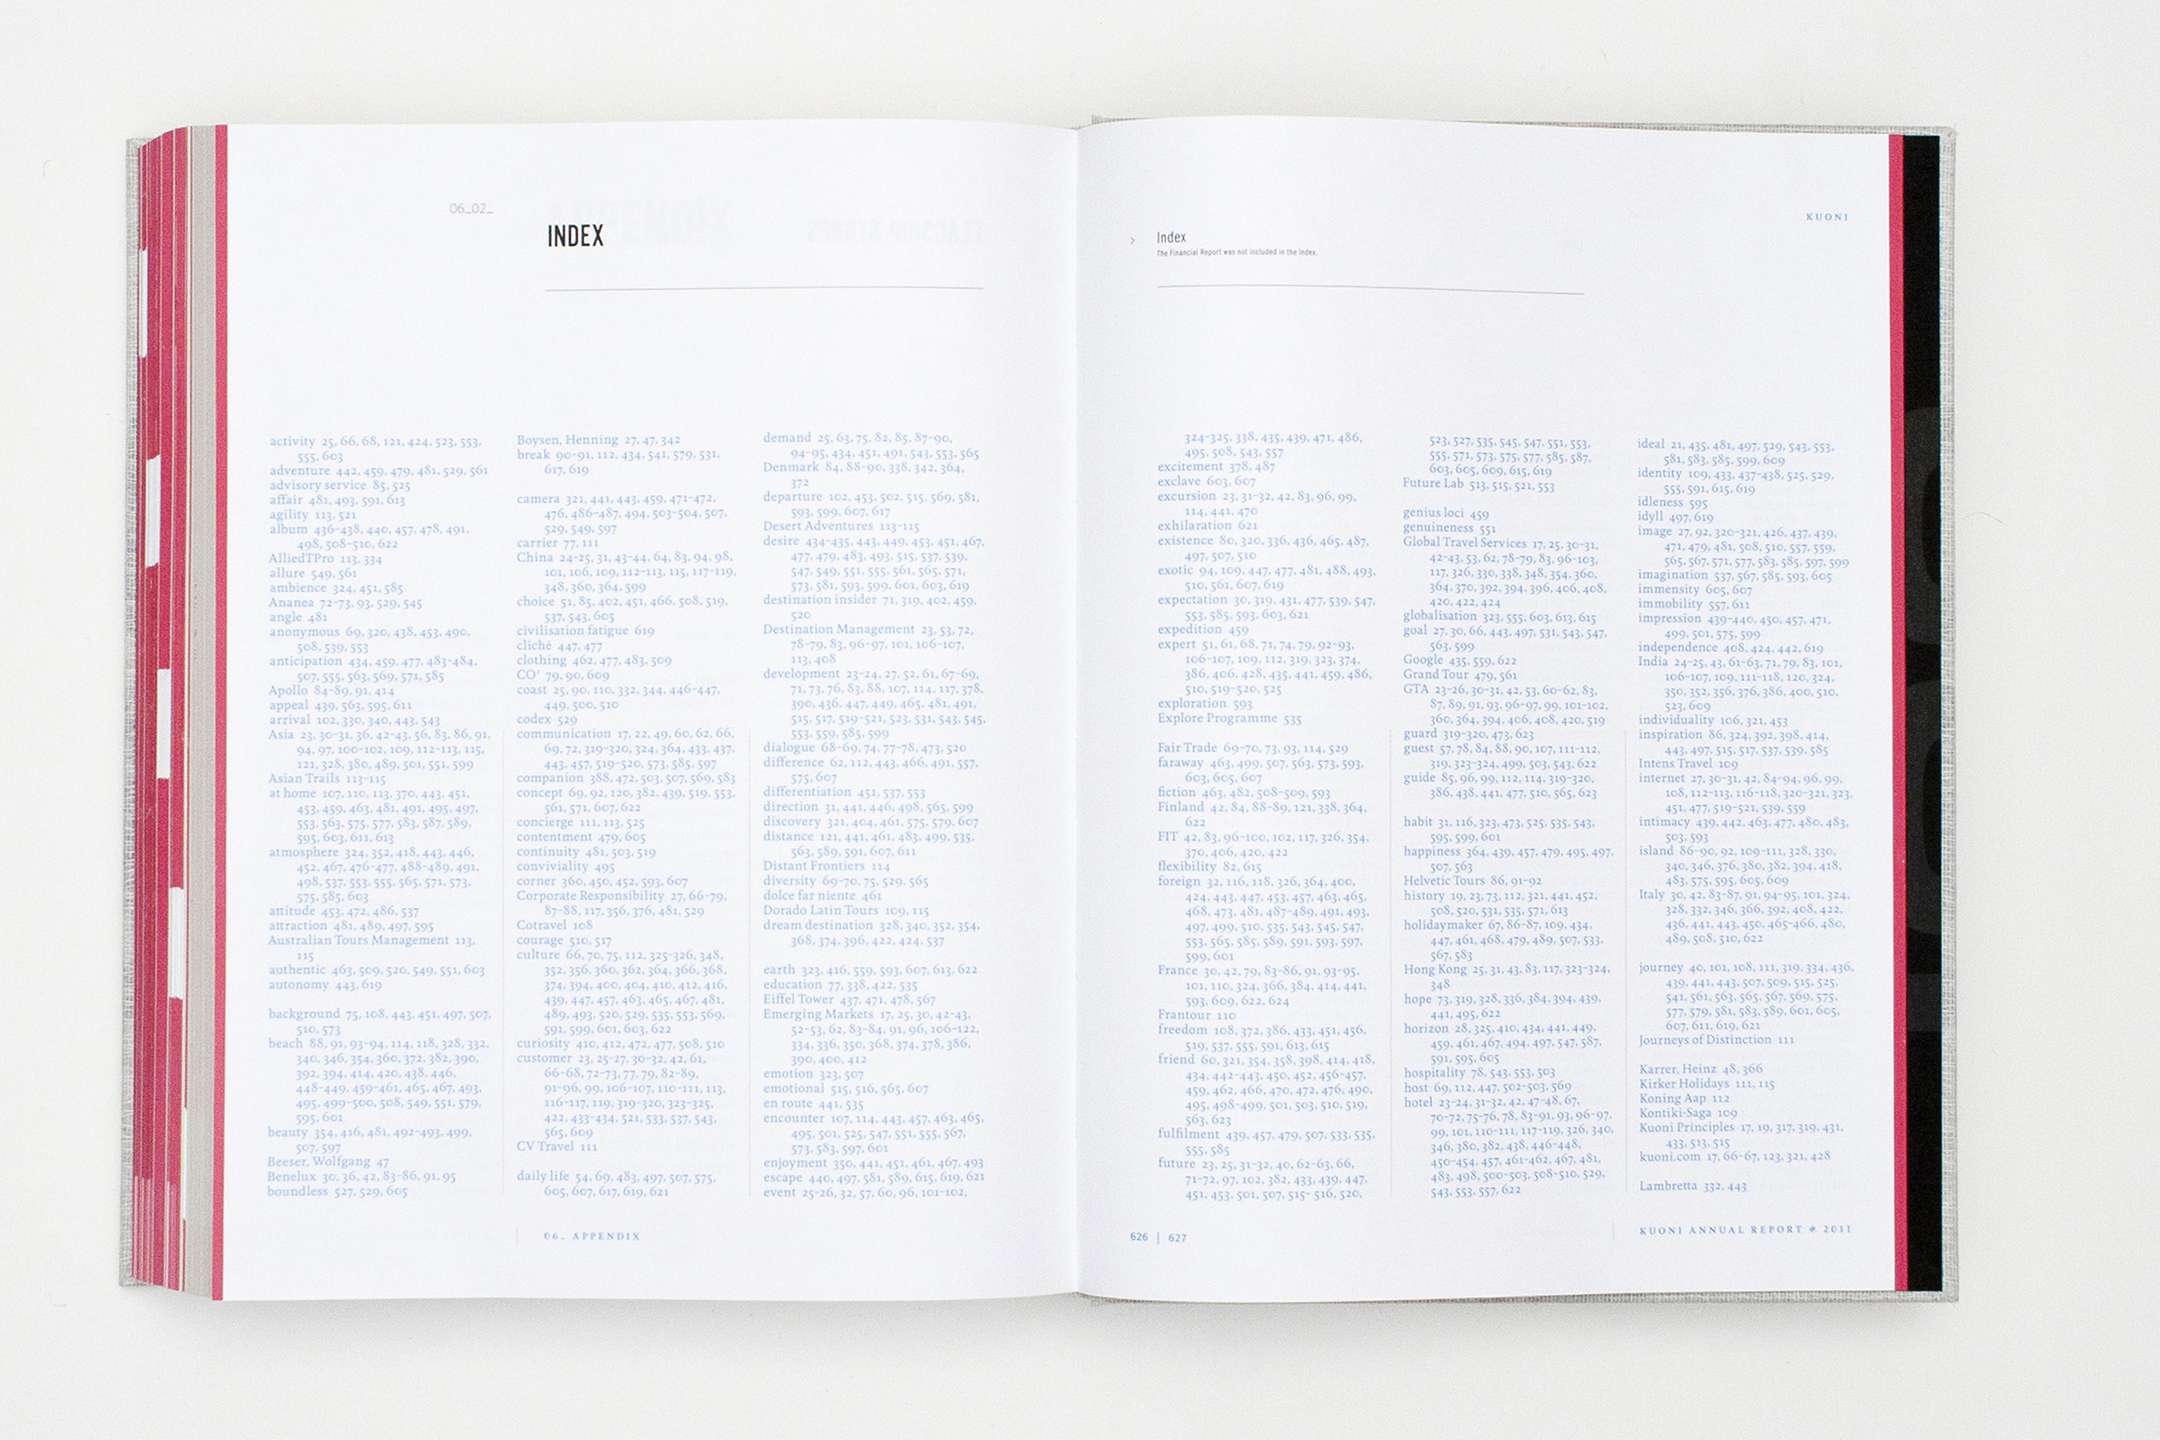 06_02_
INDEX
activity 25, 66, 68, 121, 424, 523, 553,
555, 603
adventure 442, 459, 479, 481, 529, 561
advisory service 85, 525
affair 481, 493, 591, 613
agility 113, 521
album 436-438, 440, 457, 478, 491,
498, 508-510, 622
AlliedTPro 113, 334
allure 549, 561
ambience 324, 451, 585
Ananea 72-73, 93, 529, 545
angle 481
anonymous 69, 320, 438, 453, 490,
508, 539, 553
anticipation 434, 459, 477, 483-484,
507, 555, 563, 569, 571, 585
Apollo 84-89, 91, 414
appeal 439, 563, 595, 611
arrival 102, 330, 340, 443, 543
Asia 23, 30-31, 36, 42-43, 56, 83, 86, 91,
94, 97, 100-102, 109, 112-113, 115,
121, 328, 380, 489, 501, 551, 599
Asian Trails 113-115
at home 107, 110, 113, 370, 443, 451,
453, 459, 463, 481, 491, 495, 497,
553, 563, 575, 577, 583, 587, 589,
595, 603, 611, 613
atmosphere 324, 352, 418, 443, 446,
452, 467, 476-477, 488-489, 491,
498, 537, 553, 555, 565, 571, 573,
575, 585, 603
attitude 453, 472, 486, 537
attraction 481, 489, 497, 595
Australian Tours Management 113,
115
authentic 463, 509, 520, 549, 551, 603
autonomy 443, 619
background 75, 108, 443, 451, 497, 507,
510, 573
beach 88, 91, 93-94, 114, 118, 328, 332,
340, 346, 354, 360, 372, 382, 390,
392, 394, 414, 420, 438, 446,
448-449, 459-461, 465, 467, 493,
495, 499-500, 508, 549, 551, 579,
595, 601
beauty 354, 416, 481, 492-493, 499,
507, 597
Beeser, Wolfgang 47
Benelux 30, 36, 42, 83-86, 91, 95
boundless 527, 529, 605
Boysen, Henning 27, 47, 342
break 90-91, 112, 434, 541, 579, 531,
617, 619
camera 321, 441, 443, 459, 471-472,
476, 486-487, 494, 503-504, 507,
529, 549, 597
carrier 77, 111
China 24-25, 31, 43-44, 64, 83, 94, 98,
101, 106, 109, 112-113, 115, 117-119,
348, 360, 364, 599
choice 51, 85, 402, 451, 466, 508, 519,
537, 543, 605
civilisation fatigue 619
cliché 447, 477
clothing 462, 477, 483, 509
CO² 79, 90, 609
coast 25, 90, 110, 332, 344, 446-447,
449, 500, 510
codex 529
communication 17, 22, 49, 60, 62, 66,
69, 72, 319-320, 324, 364, 433, 437,
443, 457, 519-520, 573, 585, 597
companion 388, 472, 503, 507, 569, 583
concept 69, 92, 120, 382, 439, 519, 553,
561, 571, 607, 622
concierge 111, 113, 525
contentment 479, 605
continuity 481, 503, 519
conviviality 495
corner 360, 450, 452, 593, 607
Corporate Responsibility 27, 66-79,
87-88, 117, 356, 376, 481, 529
Cotravel 108
courage 510, 517
culture 66, 70, 75, 112, 325-326, 348,
352, 356, 360, 362, 364, 366, 368,
374, 394, 400, 404, 410, 412, 416,
439, 447, 457, 463, 465, 467, 481,
489, 493, 520, 529, 535, 553, 569,
591, 599, 601, 603, 622
curiosity 410, 412, 472, 477, 508, 510
customer 23, 25-27, 30-32, 42, 61,
66-68, 72-73, 77, 79, 82-89,
91-96, 99, 106-107, 110-111, 113,
116-117, 119, 319-320, 323-325,
422, 433-434, 521, 533, 537, 543,
565, 609
CV Travel 111
daily life 54, 69, 483, 497, 507, 575,
605, 607, 617, 619, 621
demand 25, 63, 75, 82, 85, 87-90,
94-95, 434, 451, 491, 543, 553, 565
Denmark 84, 88-90, 338, 342, 364,
372
departure 102, 453, 502, 515, 569, 581,
593, 599, 607, 617
Desert Adventures 113-115
desire 434-435, 443, 449, 453, 451, 467,
477, 479, 483, 493, 515, 537, 539,
547, 549, 551, 555, 561, 565, 571,
573, 581, 593, 599, 601, 603, 619
destination insider 71, 319, 402, 459,
520
Destination Management 23, 53, 72,
78-79, 83, 96-97, 101, 106-107,
113, 408
development 23-24, 27, 52, 61, 67-69,
71, 73, 76, 83, 88, 107, 114, 117, 378,
390, 436, 447, 449, 465, 481, 491,
515, 517, 519-521, 523, 531, 543, 545,
553, 559, 585, 599
dialogue 68-69, 74, 77-78, 473, 520
difference 62, 112, 443, 466, 491, 557,
575, 607
differentiation 451, 537, 553
direction 31, 441, 446, 498, 565, 599
discovery 321, 404, 461, 575, 579, 607
distance 121, 441, 461, 483, 499, 535,
563, 589, 591, 607, 611
Distant Frontiers 114
diversity 69-70, 75, 529, 565
dolce far niente 461
Dorado Latin Tours 109, 115
dream destination 328, 340, 352, 354,
368, 374, 396, 422, 424, 537
earth 323, 416, 559, 593, 607, 613, 622
education 77, 338, 422, 535
Eiffel Tower 437, 471, 478, 567
Emerging Markets 17, 25, 30, 42-43,
52-53, 62, 83-84, 91, 96, 106-122,
334, 336, 350, 368, 374, 378, 386,
390, 400, 412
emotion 323, 507
emotional 515, 516, 565, 607
en route 441, 535
encounter 107, 114, 443, 457, 463, 465,
495, 501, 525, 547, 551, 555, 567,
573, 583, 597, 601
enjoyment 350, 441, 451, 461, 467, 493
escape 440, 497, 581, 589, 615, 619, 621
event 25-26, 32, 57, 60, 96, 101-102,
06_ APPENDIX
KUONI
> Index
The Financial Report was not included in the Index.
324-325, 338, 435, 439, 471, 486,
495, 508, 543, 557
excitement 378, 487
exclave 603, 607
excursion 23, 31-32, 42, 83, 96, 99,
114, 441, 470
exhilaration 621
existence 80, 320, 336, 436, 465, 487,
497, 507, 510
exotic 94, 109, 447, 477, 481, 488, 493,
510, 561, 607, 619
expectation 30, 319, 431, 477, 539, 547,
553, 585, 593, 603, 621
expedition 459
expert 51, 61, 68, 71, 74, 79, 92-93,
106-107, 109, 112, 319, 323, 374,
386, 406, 428, 435, 441, 459, 486,
510, 519-520, 525
exploration 593
Explore Programme 535
Fair Trade 69-70, 73, 93, 114, 529
faraway 463, 499, 507, 563, 573, 593,
603, 605, 607
fiction 463, 482, 508-509, 593
Finland 42, 84, 88-89, 121, 338, 364,
622
FIT 42, 83, 96-100, 102, 117, 326, 354,
370, 406, 420, 422
flexibility 82, 615
foreign 32, 116, 118, 326, 364, 400,
424, 443, 447, 453, 457, 463, 465,
468, 473, 481, 487-489, 491, 493,
497, 499, 510, 535, 543, 545, 547,
553, 565, 585, 589, 591, 593, 597,
599, 601
France 30, 42, 79, 83-86, 91, 93-95,
101, 110, 324, 366, 384, 414, 441,
593, 609, 622, 624
Frantour 110
freedom 108, 372, 386, 433, 451, 456,
519, 537, 555, 591, 613, 615
friend 60, 321, 354, 358, 398, 414, 418,
434, 442-443, 450, 452, 456-457,
459, 462, 466, 470, 472, 476, 490,
495, 498-499, 501, 503, 510, 519,
563, 623
fulfilment 439, 457, 479, 507, 533, 535,
555, 585
future 23, 25, 31-32, 40, 62-63, 66,
71-72, 97, 102, 382, 433, 439, 447,
451, 453, 501, 507, 515- 516, 520,
523, 527, 535, 545, 547, 551, 553,
555, 571, 573, 575, 577, 585, 587,
603, 605, 609, 615, 619
Future Lab 513, 515, 521, 553
genius loci 459
genuineness 551
Global Travel Services 17, 25, 30-31,
42-43, 53, 62, 78-79, 83, 96-103,
117, 326, 330, 338, 348, 354, 360,
364, 370, 392, 394, 396, 406, 408,
420, 422, 424
globalisation 323, 555, 603, 613, 615
goal 27, 30, 66, 443, 497, 531, 543, 547,
563, 599
Google 435, 559, 622
Grand Tour 479, 561
GTA 23-26, 30-31, 42, 53, 60-62, 83,
87, 89, 91, 93, 96-97, 99, 101-102,
360, 364, 394, 406, 408, 420, 519
guard 319-320, 473, 623
guest 57, 78, 84, 88, 90, 107, 111-112,
319, 323-324, 499, 503, 543, 622
guide 85, 96, 99, 112, 114, 319-320,
386, 438, 441, 477, 510, 565, 623
habit 31, 116, 323, 473, 525, 535, 543,
595, 599, 601
happiness 364, 439, 457, 479, 495, 497,
507, 563
Helvetic Tours 86, 91-92
history 19, 23, 73, 112, 321, 441, 452,
508, 520, 531, 535, 571, 613
holidaymaker 67, 86-87, 109, 434,
447, 461, 468, 479, 489, 507, 533,
567, 583
Hong Kong 25, 31, 43, 83, 117, 323-324,
348
hope 73, 319, 328, 336, 384, 394, 439,
441, 495, 622
horizon 28, 325, 410, 434, 441, 449,
459, 461, 467, 494, 497, 547, 587,
591, 595, 605
hospitality 78, 543, 553, 503
host 69, 112, 447, 502-503, 569
hotel 23-24, 31-32, 42, 47-48, 67,
70-72, 75-76, 78, 83-91, 93, 96-97,
99, 101, 110-111, 117-119, 326, 340,
346, 380, 382, 438, 446-448,
450-454, 457, 461-462, 467, 481,
483, 498, 500-503, 508-510, 529,
543, 553, 557, 622
ideal 21, 435, 481, 497, 529, 543, 553,
581, 583, 585, 599, 609
identity 109, 433, 437-438, 525, 529,
555, 591, 615, 619
idleness 595
idyll 497, 619
image 27, 92, 320-321, 426, 437, 439,
471, 479, 481, 508, 510, 557, 559,
565, 567, 571, 577, 583, 585, 597, 599
imagination 537, 567, 585, 593, 605
immensity 605, 607
immobility 557, 611
impression 439-440, 450, 457, 471,
499, 501, 575, 599
independence 408, 424, 442, 619
India 24-25, 43, 61-63, 71, 79, 83, 101,
106-107, 109, 111-118, 120, 324,
350, 352, 356, 376, 386, 400, 510,
523, 609
individuality 106, 321, 453
inspiration 86, 324, 392, 398, 414,
443, 497, 515, 517, 537, 539, 585
Intens Travel 109
internet 27, 30-31, 42, 84-94, 96, 99,
108, 112-113, 116-118, 320-321, 323,
451, 477, 519-521, 539, 559
intimacy 439, 442, 463, 477, 480, 483,
503, 593
island 86-90, 92, 109-111, 328, 330,
340, 346, 376, 380, 382, 394, 418,
483, 575, 595, 605, 609
Italy 30, 42, 83-87, 91, 94-95, 101, 324,
328, 332, 346, 366, 392, 408, 422,
436, 441, 443, 450, 465-466, 480,
489, 508, 510, 622
journey 40, 101, 108, 111, 319, 334, 436,
439, 441, 443, 507, 509, 515, 525,
541, 561, 563, 565, 567, 569, 575,
577, 579, 581, 583, 589, 601, 605,
607, 611, 619, 621
Journeys of Distinction 111
Karrer, Heinz 48, 366
Kirker Holidays 111, 115
Koning Aap 112
Kontiki-Saga 109
Kuoni Principles 17, 19, 317, 319, 431,
433, 513, 515
kuoni.com 17, 66-67, 123, 321, 428
Lambretta 332, 443
626 | 627
KUONI ANNUAL REPORT * 2011